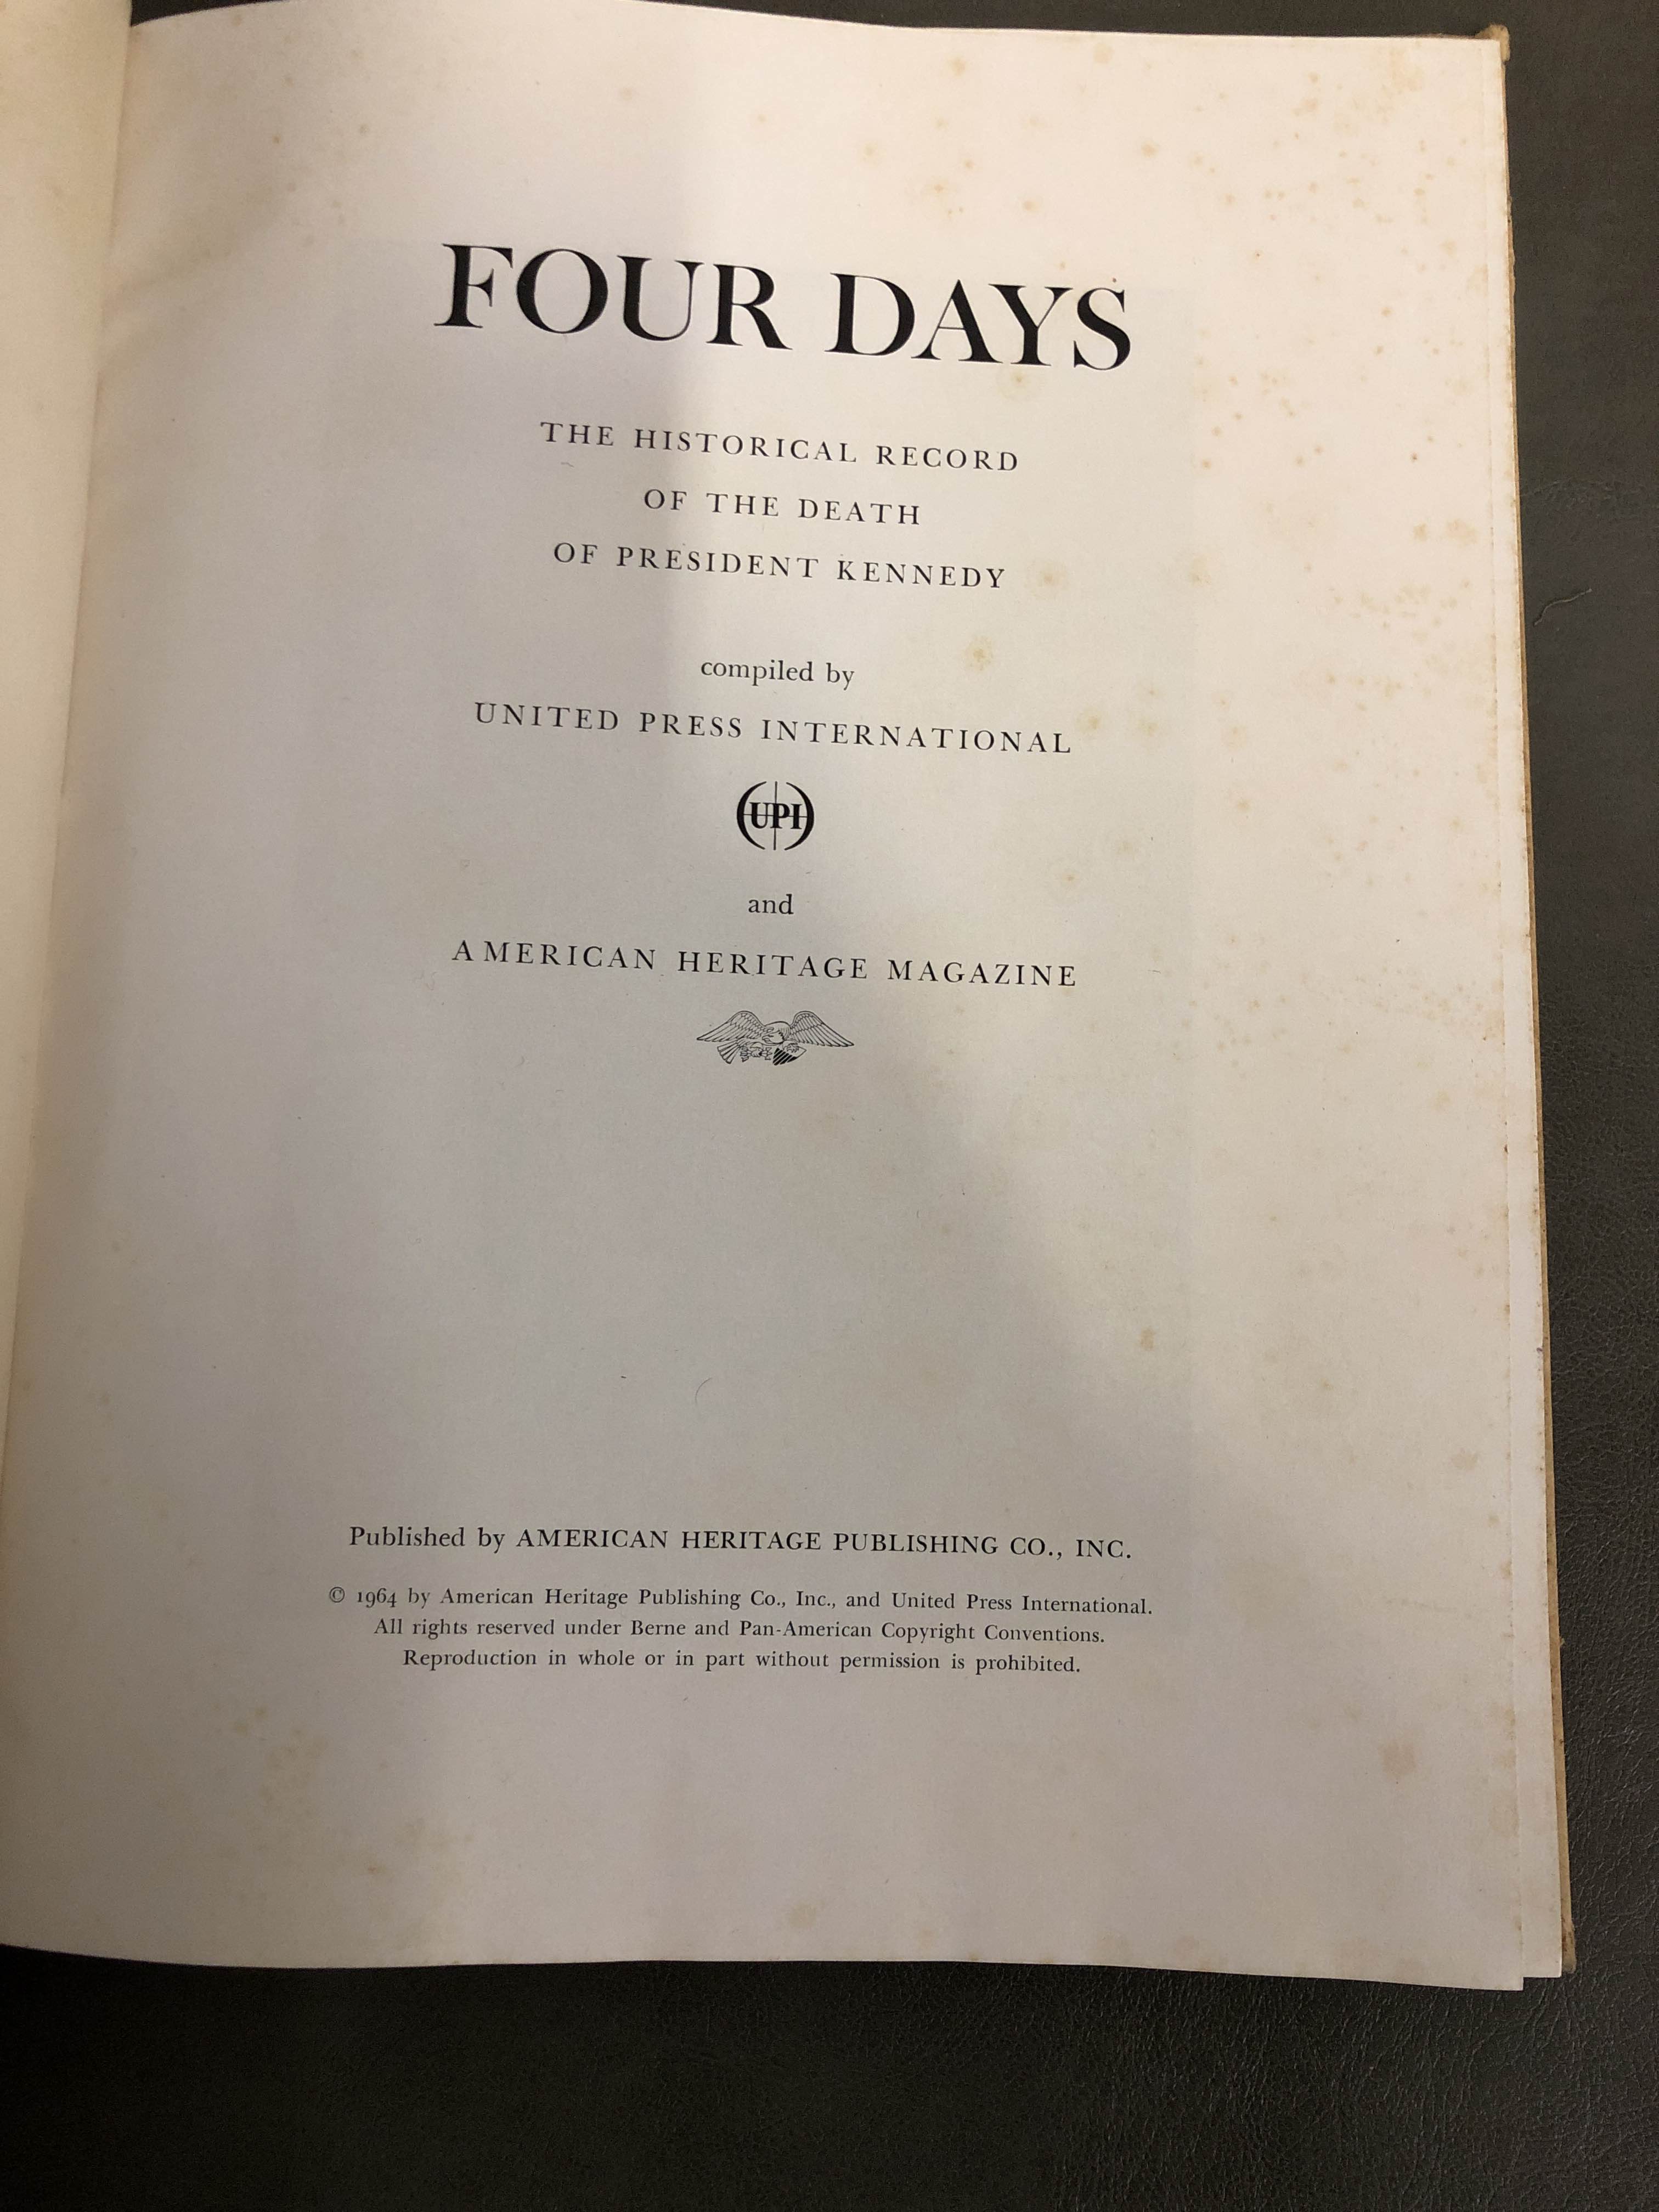 FOUR DAYS
THE HISTORICAL RECORD
OF THE DEATH
OF PRESIDENT KENNEDY
compiled by
UNITED PRESS INTERNATIONAL
UPI
and
AMERICAN HERITAGE MAGAZINE
Published by AMERICAN HERITAGE PUBLISHING CO., INC.
© 1964 by American Heritage Publishing Co., Inc., and United Press International.
All rights reserved under Berne and Pan-American Copyright Conventions.
Reproduction in whole or in part without permission is prohibited.